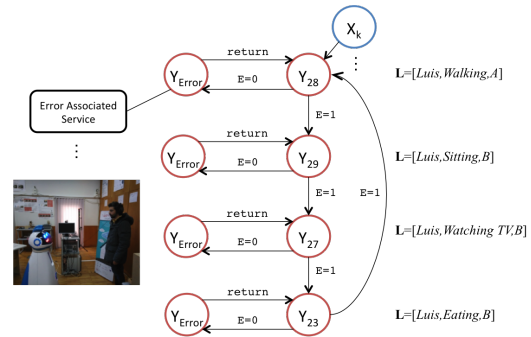 X_k
return
Y_Error
E=0
Y_28
L=[Luis,Walking,A]
Error Associated
Service
E=1
return
Y_Error
E=0
Y_29
L=[Luis,Sitting,B]
E=1
E=1
return
Y_Error
E=0
Y_27
L=[Luis,Watching TV,B]
E=1
return
Y_Error
E=0
Y_23
L=[Luis,Eating,B]